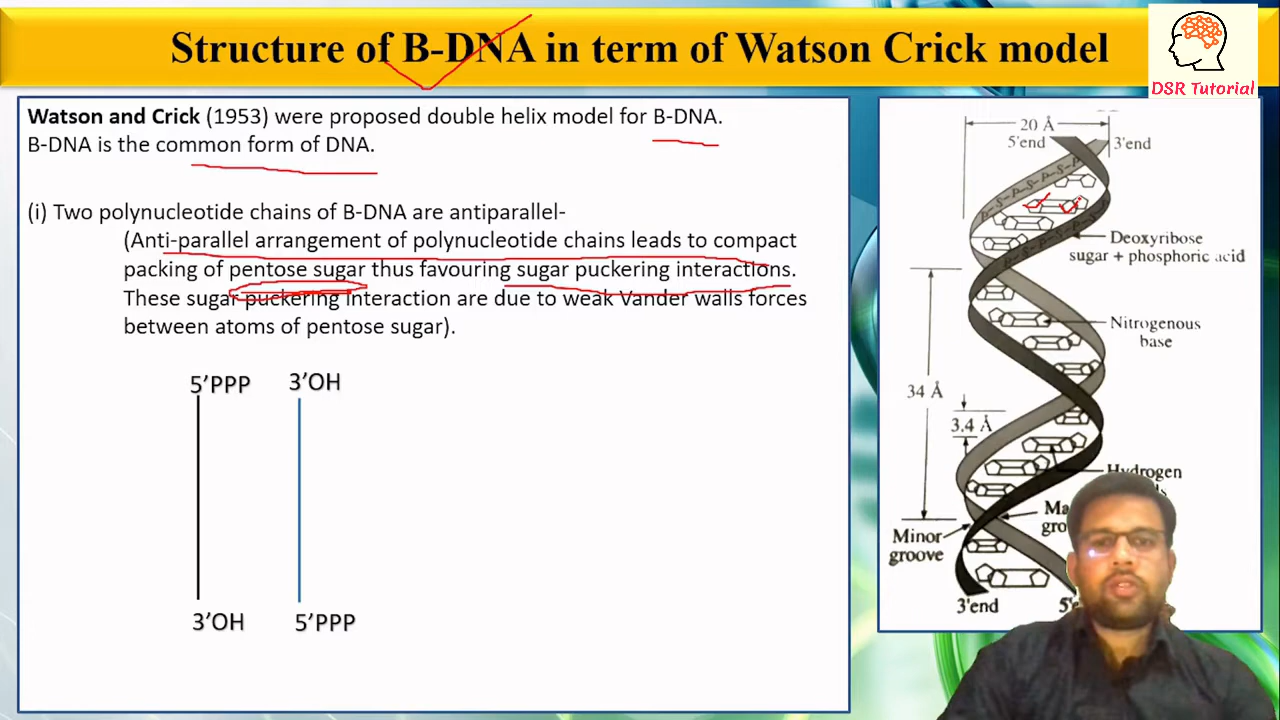 Structure of B-DNA in term of Watson Crick model
DSR Tutorial
Watson and Crick (1953) were proposed double helix model for B-DNA.
B-DNA is the common form of DNA.
(i) Two polynucleotide chains of B-DNA are antiparallel-
(Anti-parallel arrangement of polynucleotide chains leads to compact
packing of pentose sugar thus favouring sugar puckering interactions.
These sugar puckering interaction are due to weak Vander walls forces
between atoms of pentose sugar).
5’PPP 3’OH
3’OH 5’PPP
20 Å
5'end 3'end
Deoxyribose
sugar + phosphoric acid
Nitrogenous
base
34 Å
3.4 Å
Hydrogen
Minor
groove
3'end